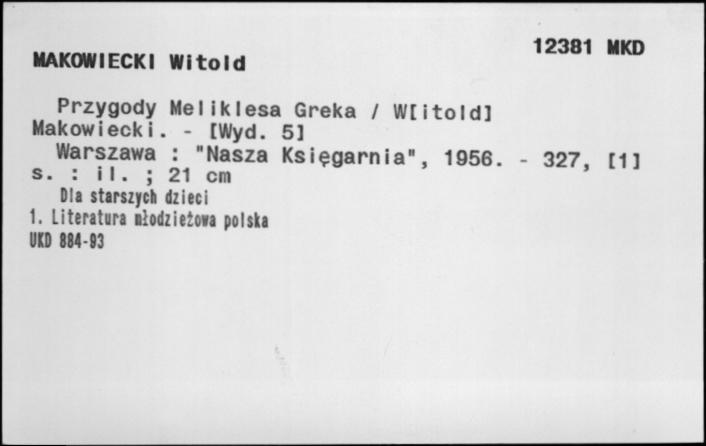 12381 MKD
MAKOWIECKI Witold
Przygody Meliklesa Greka / W[itold]
Makowiecki. - [Wyd. 5]
Warszawa : "Nasza Księgarnia", 1956. - 327, [1]
s. : il. ; 21 cm
Dla starszych dzieci
1. Literatura młodzieżowa polska
UKD 884-93